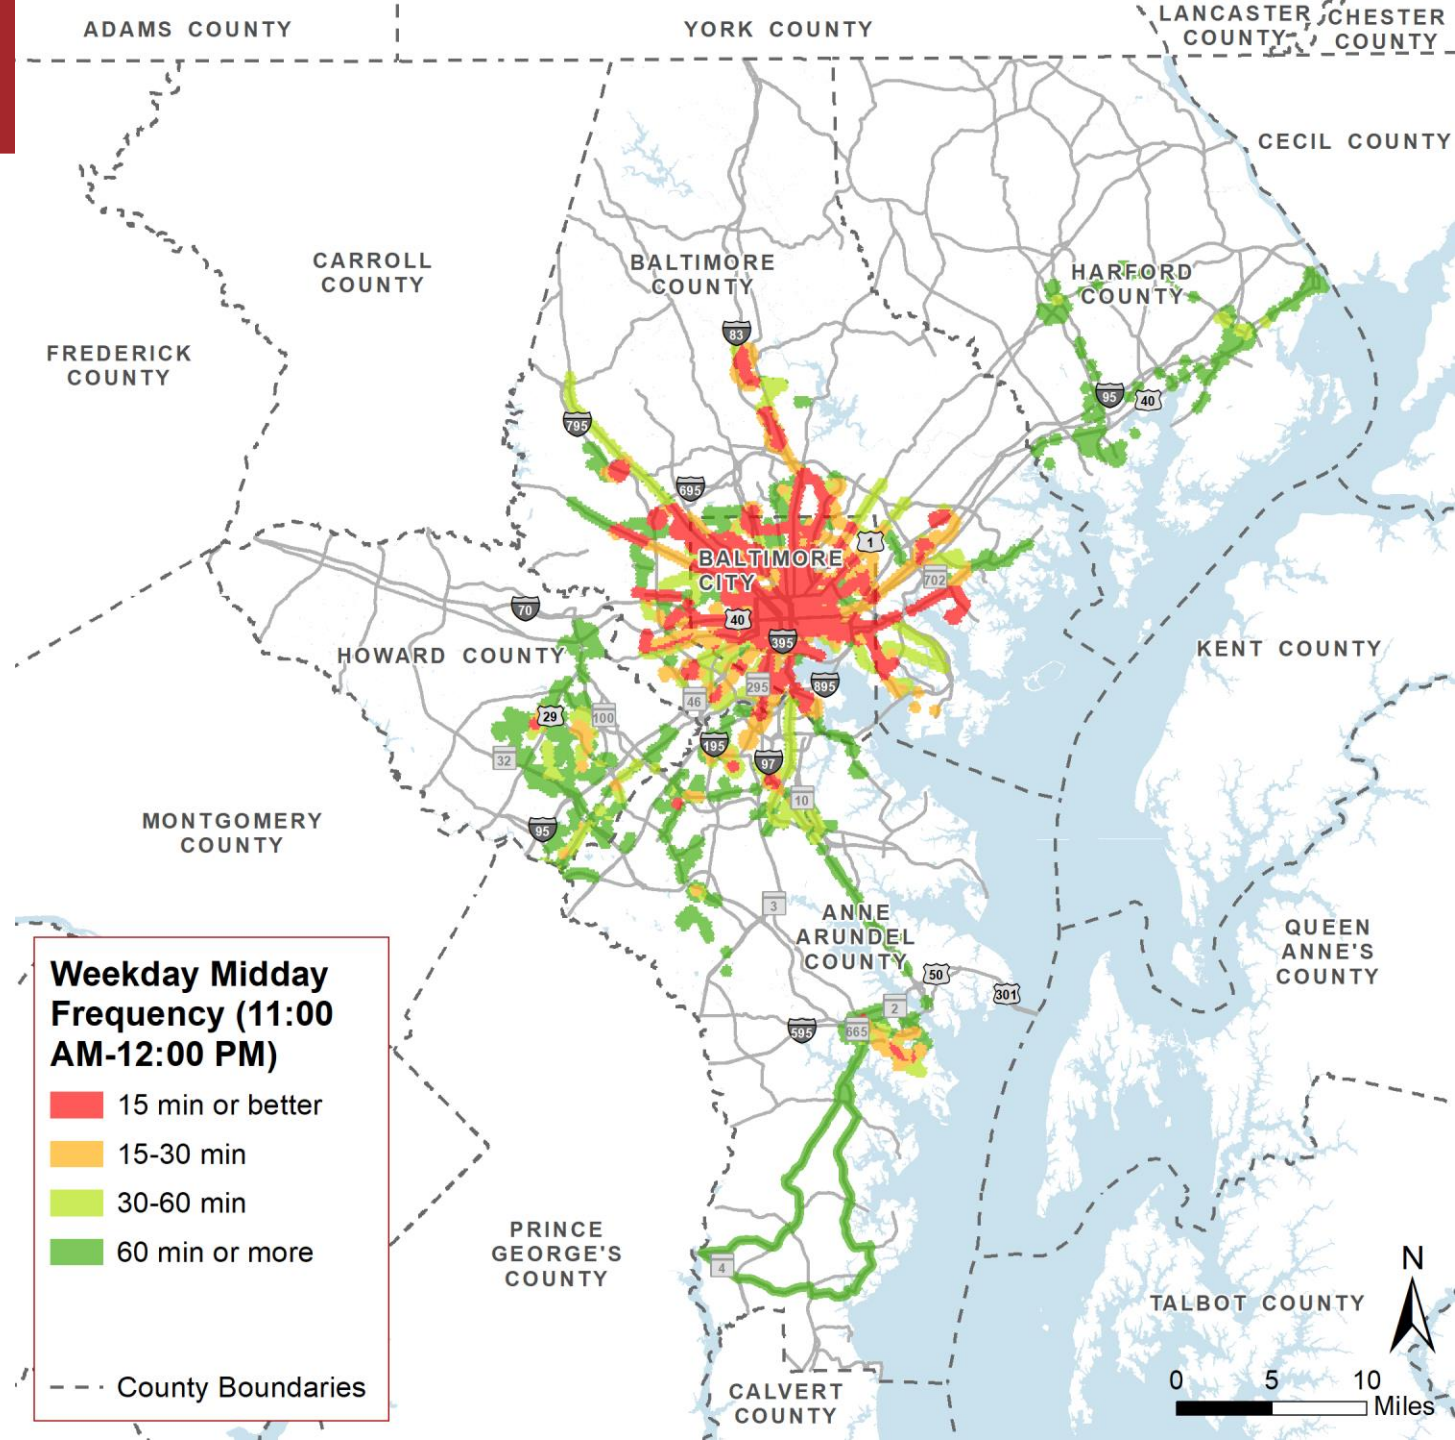 ADAMS COUNTY
YORK COUNTY
LANCASTER
COUNTY
CHESTER
COUNTY
CECIL COUNTY
CARROLL
COUNTY
BALTIMORE
COUNTY
HARFORD
COUNTY
83
FREDERICK
COUNTY
95
40
795
695
1
BALTIMORE
CITY
702
70
40
395
HOWARD COUNTY
KENT COUNTY
295
895
46
29
100
195
32
97
10
MONTGOMERY
COUNTY
95
3
ANNE
ARUNDEL
COUNTY
QUEEN
ANNE'S
COUNTY
50
301
2
595
665
Weekday Midday
Frequency (11:00
AM-12:00 PM)
15 min or better
15-30 min
30-60 min
60 min or more
County Boundaries
PRINCE
GEORGE'S
COUNTY
4
TALBOT COUNTY
CALVERT
COUNTY
N
0 5 10
Miles